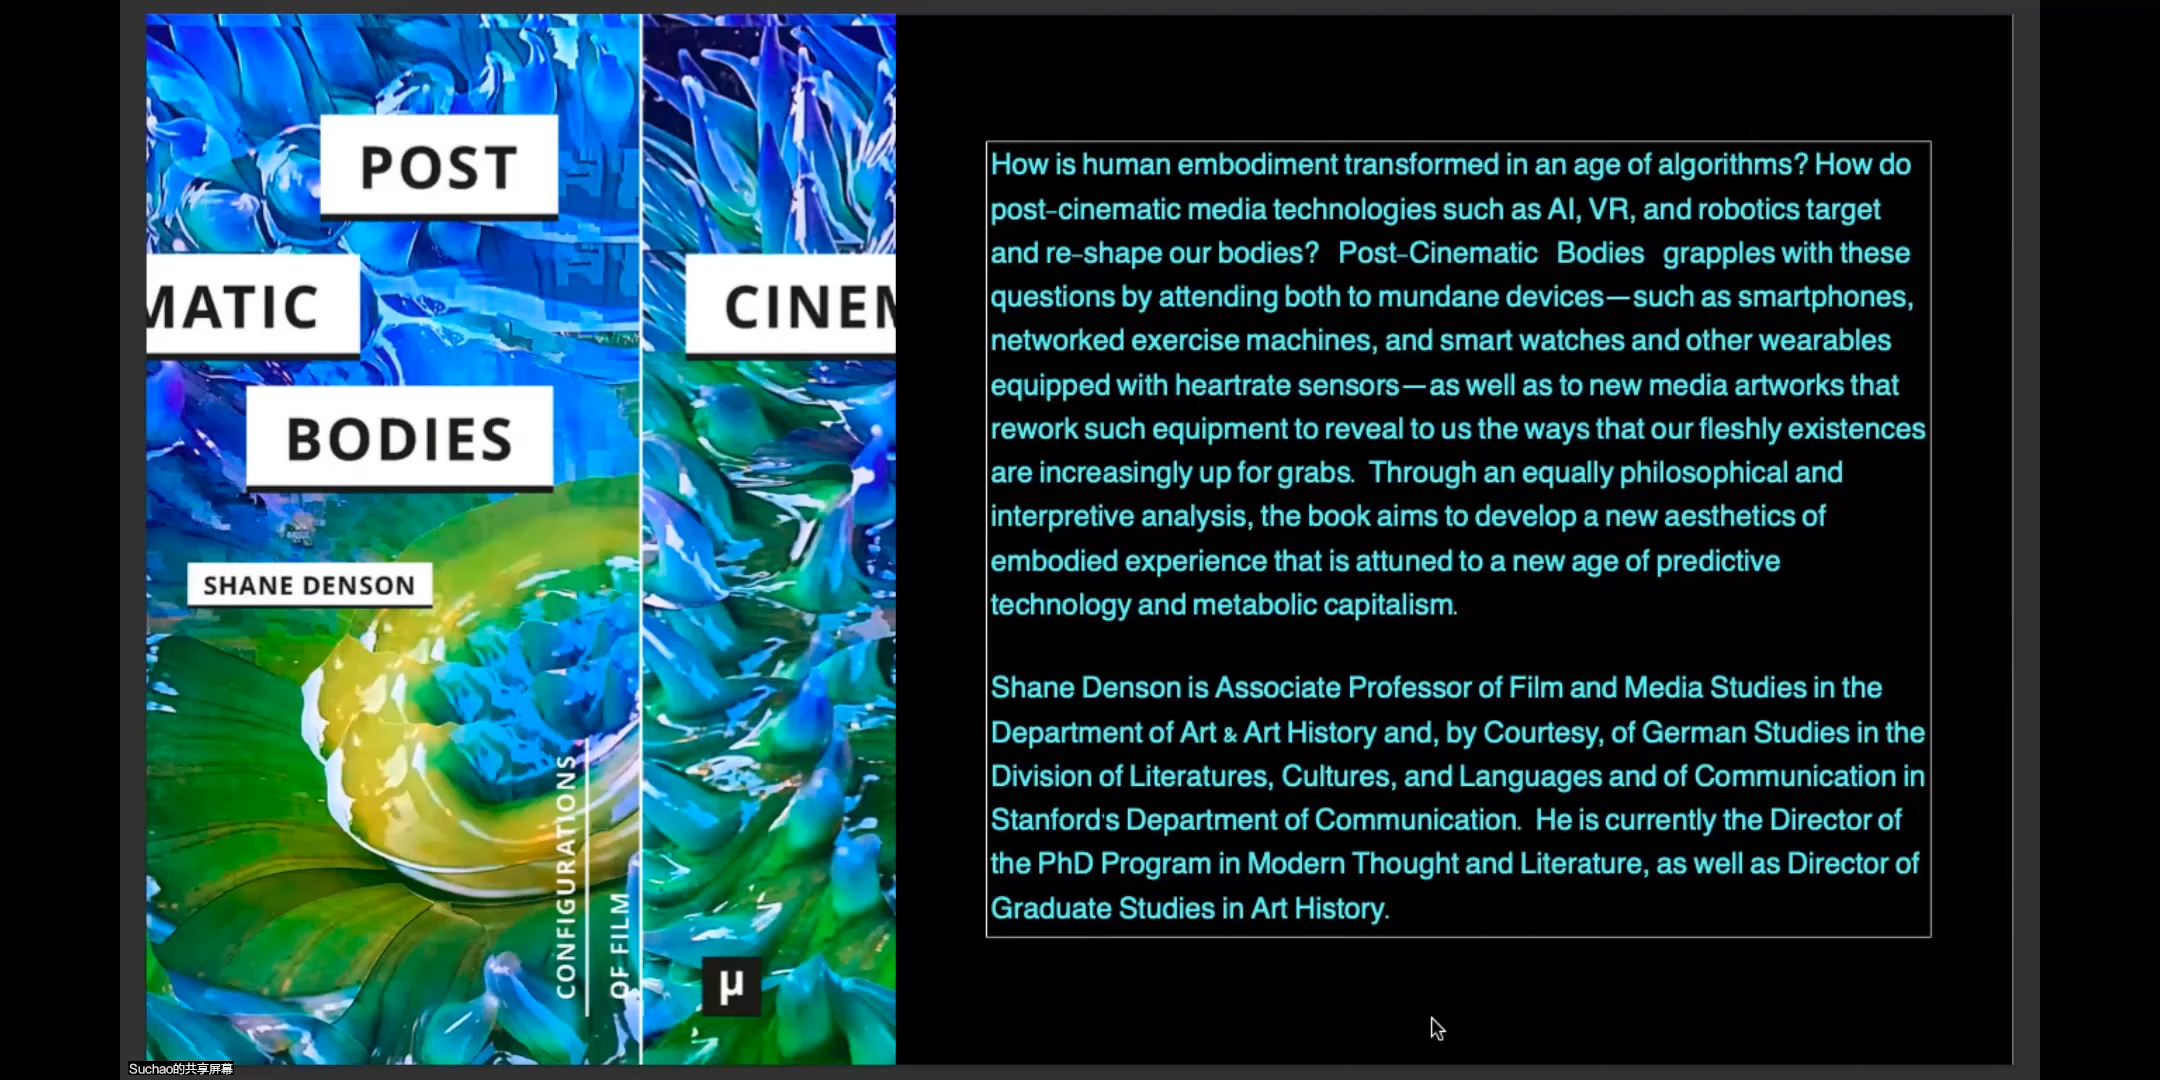 POST
MATIC
CINEM
BODIES
SHANE DENSON
CONFIGURATIONS
OF FILM
μ
How is human embodiment transformed in an age of algorithms? How do
post-cinematic media technologies such as AI, VR, and robotics target
and re-shape our bodies? Post-Cinematic Bodies grapples with these
questions by attending both to mundane devices—such as smartphones,
networked exercise machines, and smart watches and other wearables
equipped with heartrate sensors—as well as to new media artworks that
rework such equipment to reveal to us the ways that our fleshly existences
are increasingly up for grabs. Through an equally philosophical and
interpretive analysis, the book aims to develop a new aesthetics of
embodied experience that is attuned to a new age of predictive
technology and metabolic capitalism.
Shane Denson is Associate Professor of Film and Media Studies in the
Department of Art & Art History and, by Courtesy, of German Studies in the
Division of Literatures, Cultures, and Languages and of Communication in
Stanford's Department of Communication. He is currently the Director of
the PhD Program in Modern Thought and Literature, as well as Director of
Graduate Studies in Art History.
Suchao的共享屏幕